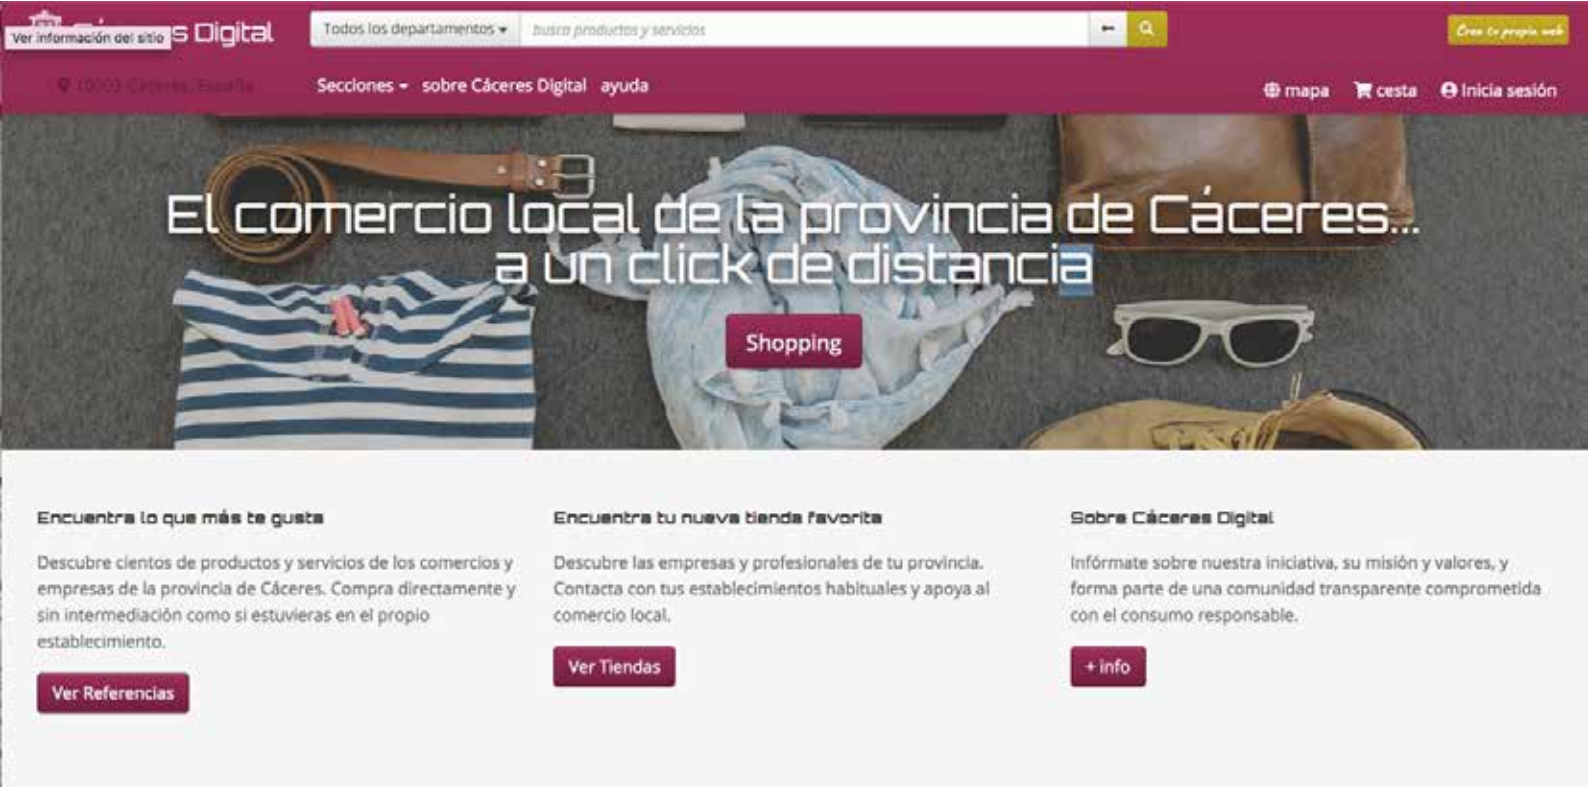 s Digital
Ver información del sitio
Todos los departamentos
busca productos y servicios
Crea tu propia web
10003 Cáceres, España
Secciones sobre Cáceres Digital ayuda
mapa cesta Inicia sesión
El comercio local de la provincia de Cáceres...
a un click de distancia
Shopping
Encuentra lo que más te gusta
Descubre cientos de productos y servicios de los comercios y
empresas de la provincia de Cáceres. Compra directamente y
sin intermediación como si estuvieras en el propio
establecimiento.
Ver Referencias
Encuentra tu nueva tienda favorita
Descubre las empresas y profesionales de tu provincia.
Contacta con tus establecimientos habituales y apoya al
comercio local.
Ver Tiendas
Sobre Cáceres Digital
Infórmate sobre nuestra iniciativa, su misión y valores, y
forma parte de una comunidad transparente comprometida
con el consumo responsable.
+ info